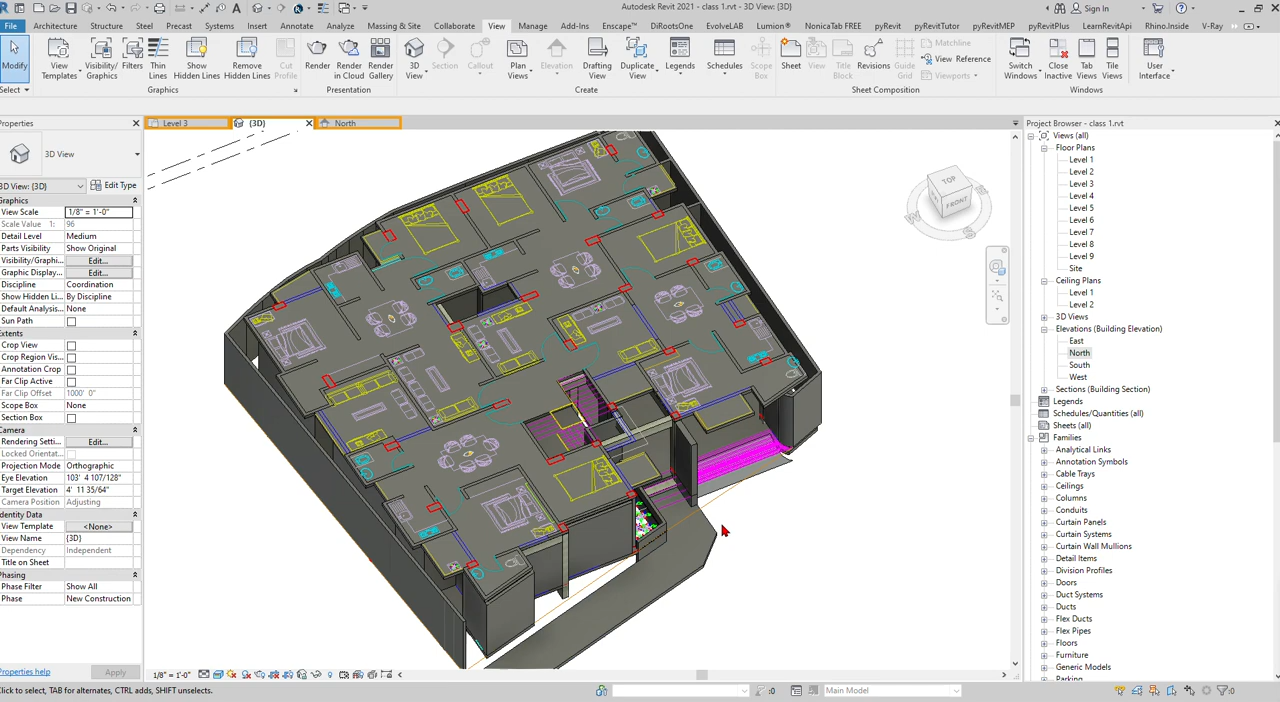 Autodesk Revit 2021 - class 1.rvt - 3D View: {3D}
Sign In
File Architecture Structure Steel Precast Systems Insert Annotate Analyze Massing & Site Collaborate View Manage Add-Ins Enscape™ DiRootsOne EvolveLAB Lumion® NonicaTab FREE pyRevit pyRevitTutor pyRevitMEP pyRevitPlus LearnRevitApi Rhino.Inside V-Ray
Modify
View Templates
Visibility/ Graphics
Filters
Thin Lines
Show Hidden Lines
Remove Hidden Lines
Cut Profile
Render
Render in Cloud
Render Gallery
3D View
Section
Callout
Plan Views
Elevation
Drafting View
Duplicate View
Legends
Schedules
Scope Box
Sheet
View
Title Block
Revisions
Guide Grid
Matchline
View Reference
Viewports
Switch Windows
Close Inactive
Tab Views
Tile Views
User Interface
Select
Graphics
Presentation
Create
Sheet Composition
Windows
Properties
Level 3
{3D}
North
Project Browser - class 1.rvt
3D View
3D View: {3D}
Edit Type
Graphics
View Scale 1/8" = 1'-0"
Scale Value 1: 96
Detail Level Medium
Parts Visibility Show Original
Visibility/Graphi... Edit...
Graphic Display... Edit...
Discipline Coordination
Show Hidden Li... By Discipline
Default Analysis... None
Sun Path
Extents
Crop View
Crop Region Vis...
Annotation Crop
Far Clip Active
Far Clip Offset 1000' 0"
Scope Box None
Section Box
Camera
Rendering Setti... Edit...
Locked Orientat...
Projection Mode Orthographic
Eye Elevation 103' 4 107/128"
Target Elevation 4' 11 35/64"
Camera Position Adjusting
Identity Data
View Template <None>
View Name {3D}
Dependency Independent
Title on Sheet
Phasing
Phase Filter Show All
Phase New Construction
Properties help
Apply
TOP
FRONT
W
S
Views (all)
Floor Plans
Level 1
Level 2
Level 3
Level 4
Level 5
Level 6
Level 7
Level 8
Level 9
Site
Ceiling Plans
Level 1
Level 2
3D Views
Elevations (Building Elevation)
East
North
South
West
Sections (Building Section)
Legends
Schedules/Quantities (all)
Sheets (all)
Families
Analytical Links
Annotation Symbols
Cable Trays
Ceilings
Columns
Conduits
Curtain Panels
Curtain Systems
Curtain Wall Mullions
Detail Items
Division Profiles
Doors
Duct Systems
Ducts
Flex Ducts
Flex Pipes
Floors
Furniture
Generic Models
Parking
1/8" = 1'-0"
Click to select, TAB for alternates, CTRL adds, SHIFT unselects.
:0
Main Model
:0